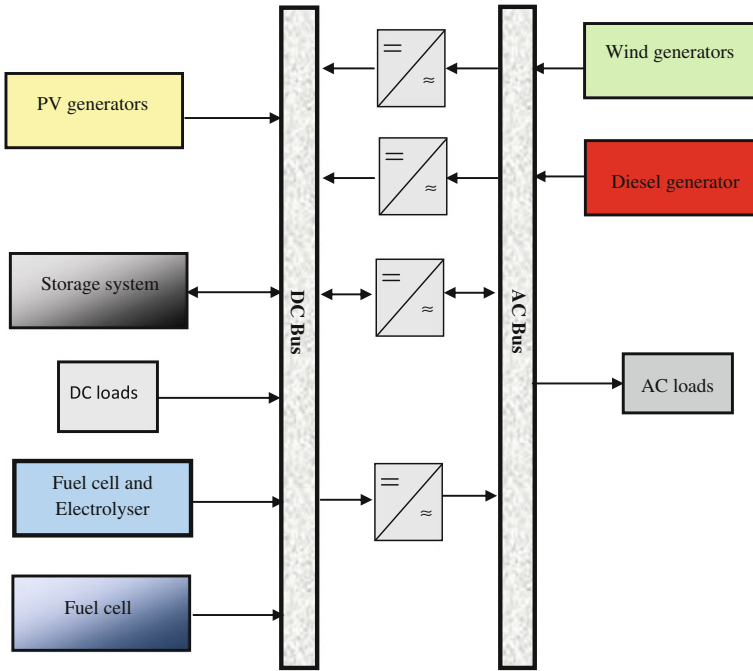 Wind generators
PV generators
Diesel generator
Storage system
DC Bus
AC Bus
DC loads
AC loads
Fuel cell and
Electrolyser
Fuel cell
=
≈
=
≈
=
≈
=
≈